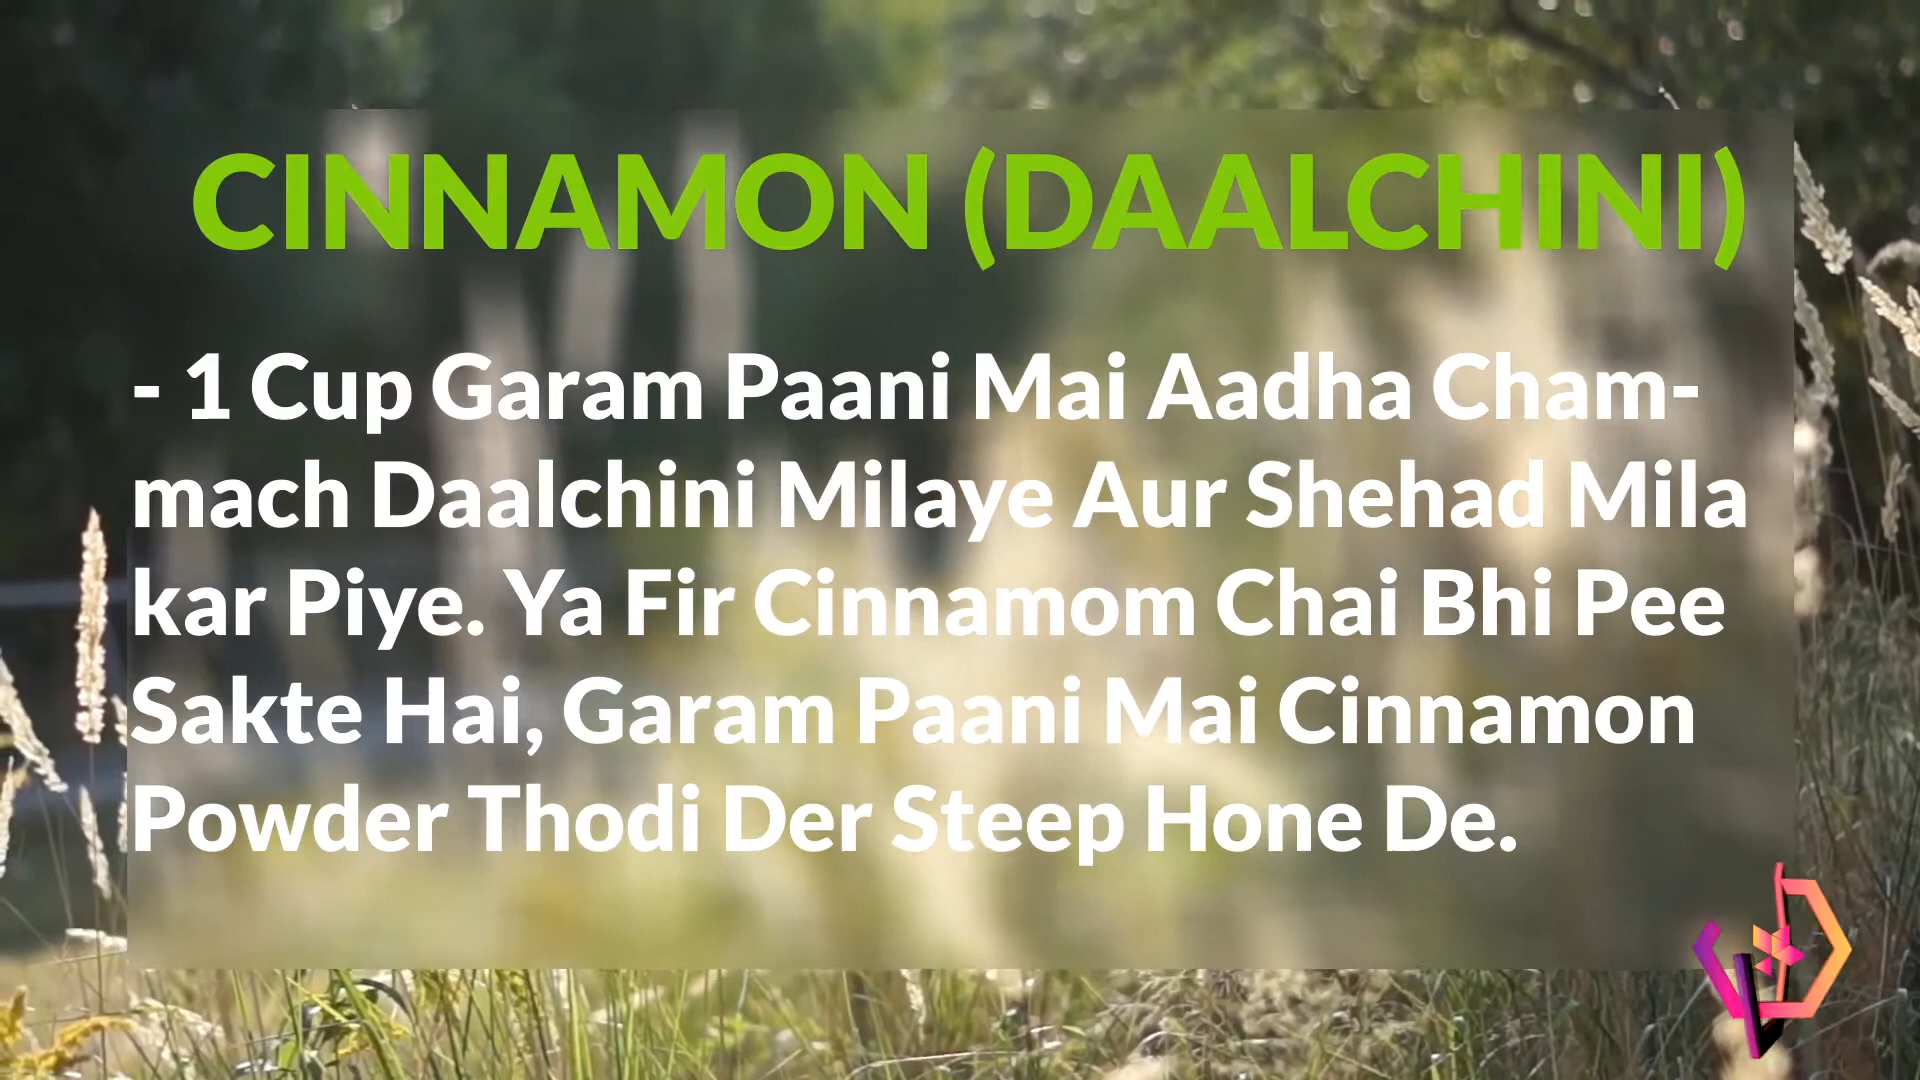 CINNAMON (DAALCHINI)
- 1 Cup Garam Paani Mai Aadha Cham-
mach Daalchini Milaye Aur Shehad Mila
kar Piye. Ya Fir Cinnamom Chai Bhi Pee
Sakte Hai, Garam Paani Mai Cinnamon
Powder Thodi Der Steep Hone De.